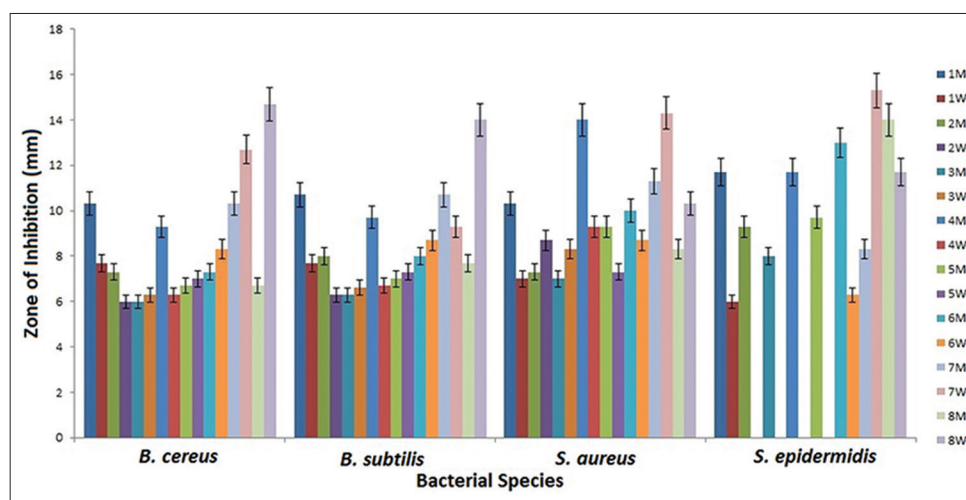 18
16
14
12
10
8
6
4
2
0
Zone of Inhibition (mm)
B. cereus
B. subtilis
S. aureus
S. epidermidis
Bacterial Species
1M
1W
2M
2W
3M
3W
4M
4W
5M
5W
6M
6W
7M
7W
8M
8W